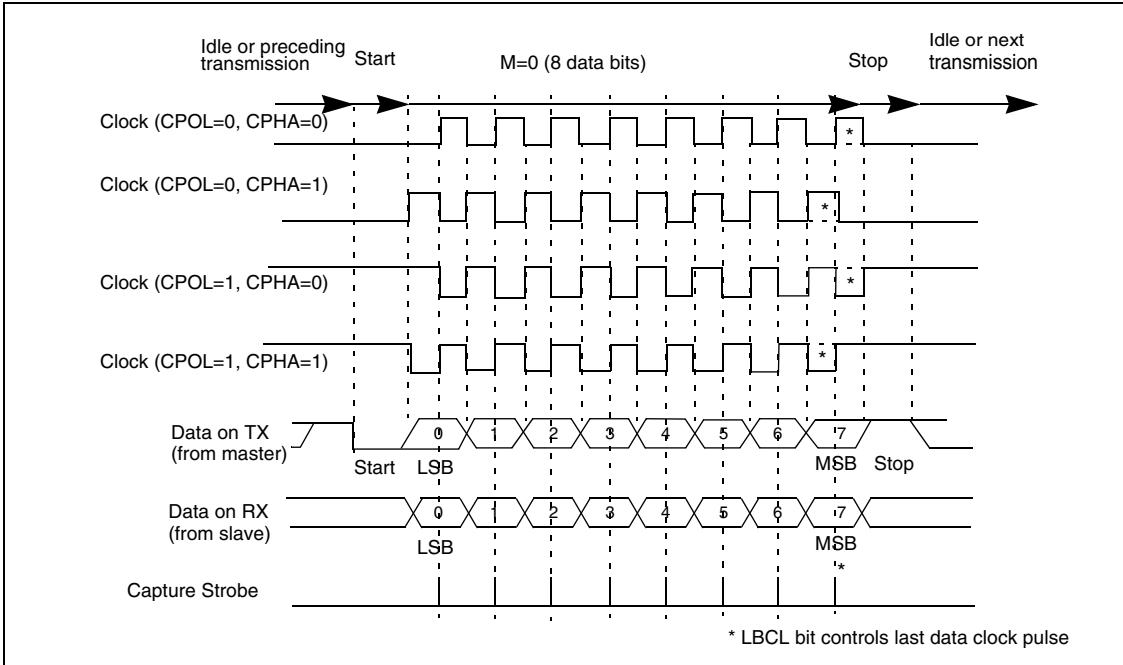 Idle or preceding
transmission
Start
M=0 (8 data bits)
Stop
Idle or next
transmission
Clock (CPOL=0, CPHA=0)
*
Clock (CPOL=0, CPHA=1)
*
Clock (CPOL=1, CPHA=0)
*
Clock (CPOL=1, CPHA=1)
*
Data on TX
(from master)
0 1 2 3 4 5 6 7
Start LSB MSB Stop
Data on RX
(from slave)
0 1 2 3 4 5 6 7
LSB MSB
*
Capture Strobe
* LBCL bit controls last data clock pulse